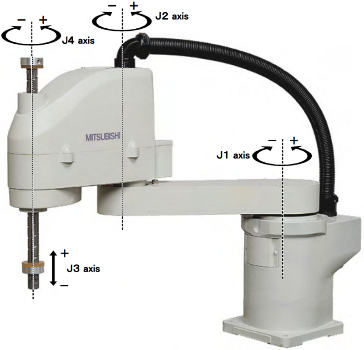 − +
J2 axis
− +
J4 axis
MITSUBISHI
− +
J1 axis
+
J3 axis
−